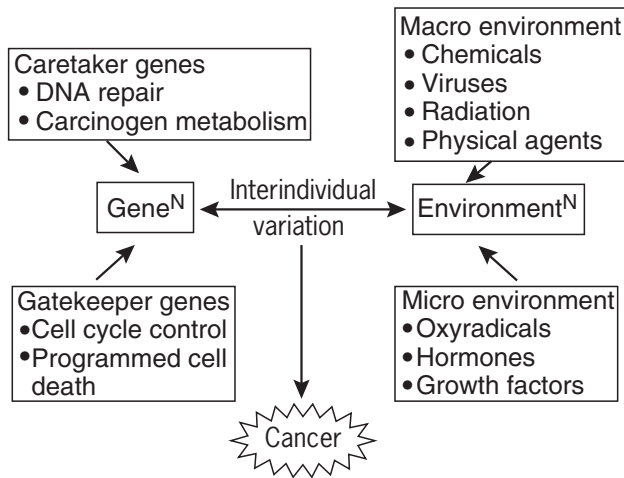 Caretaker genes
• DNA repair
• Carcinogen metabolism
Macro environment
• Chemicals
• Viruses
• Radiation
• Physical agents
Gene^N
Interindividual
variation
Environment^N
Gatekeeper genes
• Cell cycle control
• Programmed cell
death
Micro environment
• Oxyradicals
• Hormones
• Growth factors
Cancer